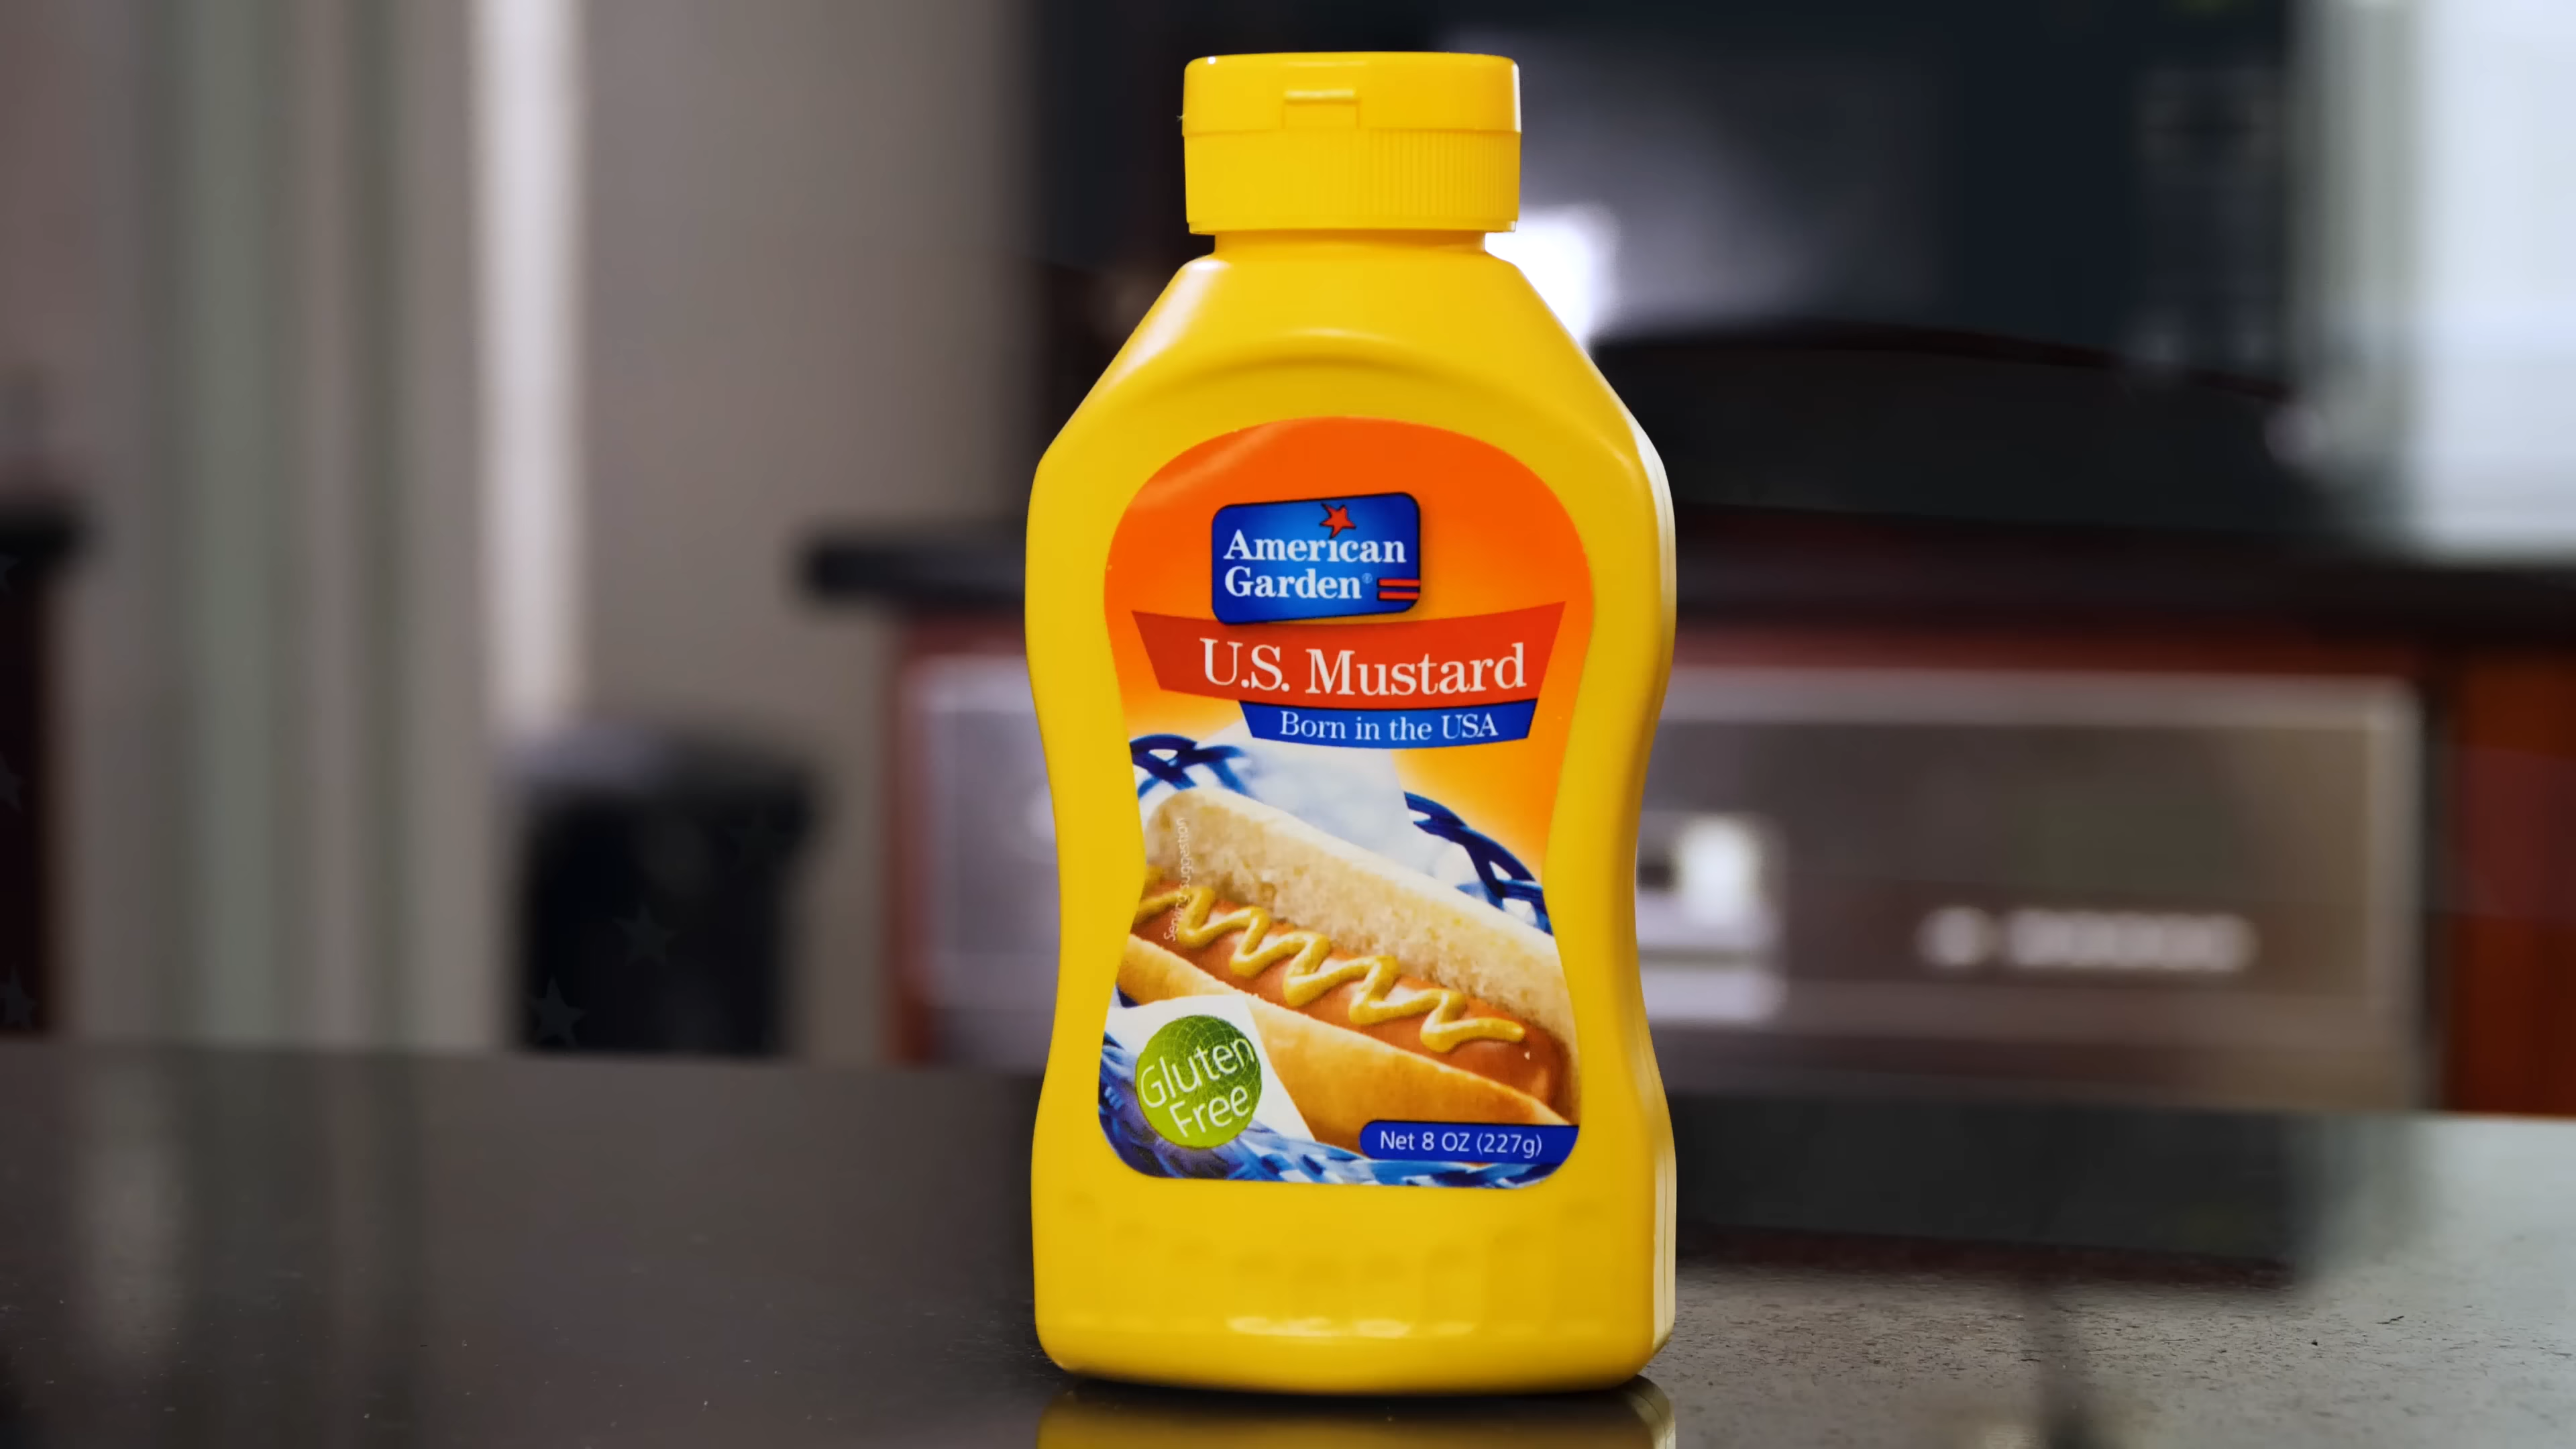 American
Garden®
U.S. Mustard
Born in the USA
Serving suggestion
Gluten
Free
Net 8 OZ (227g)